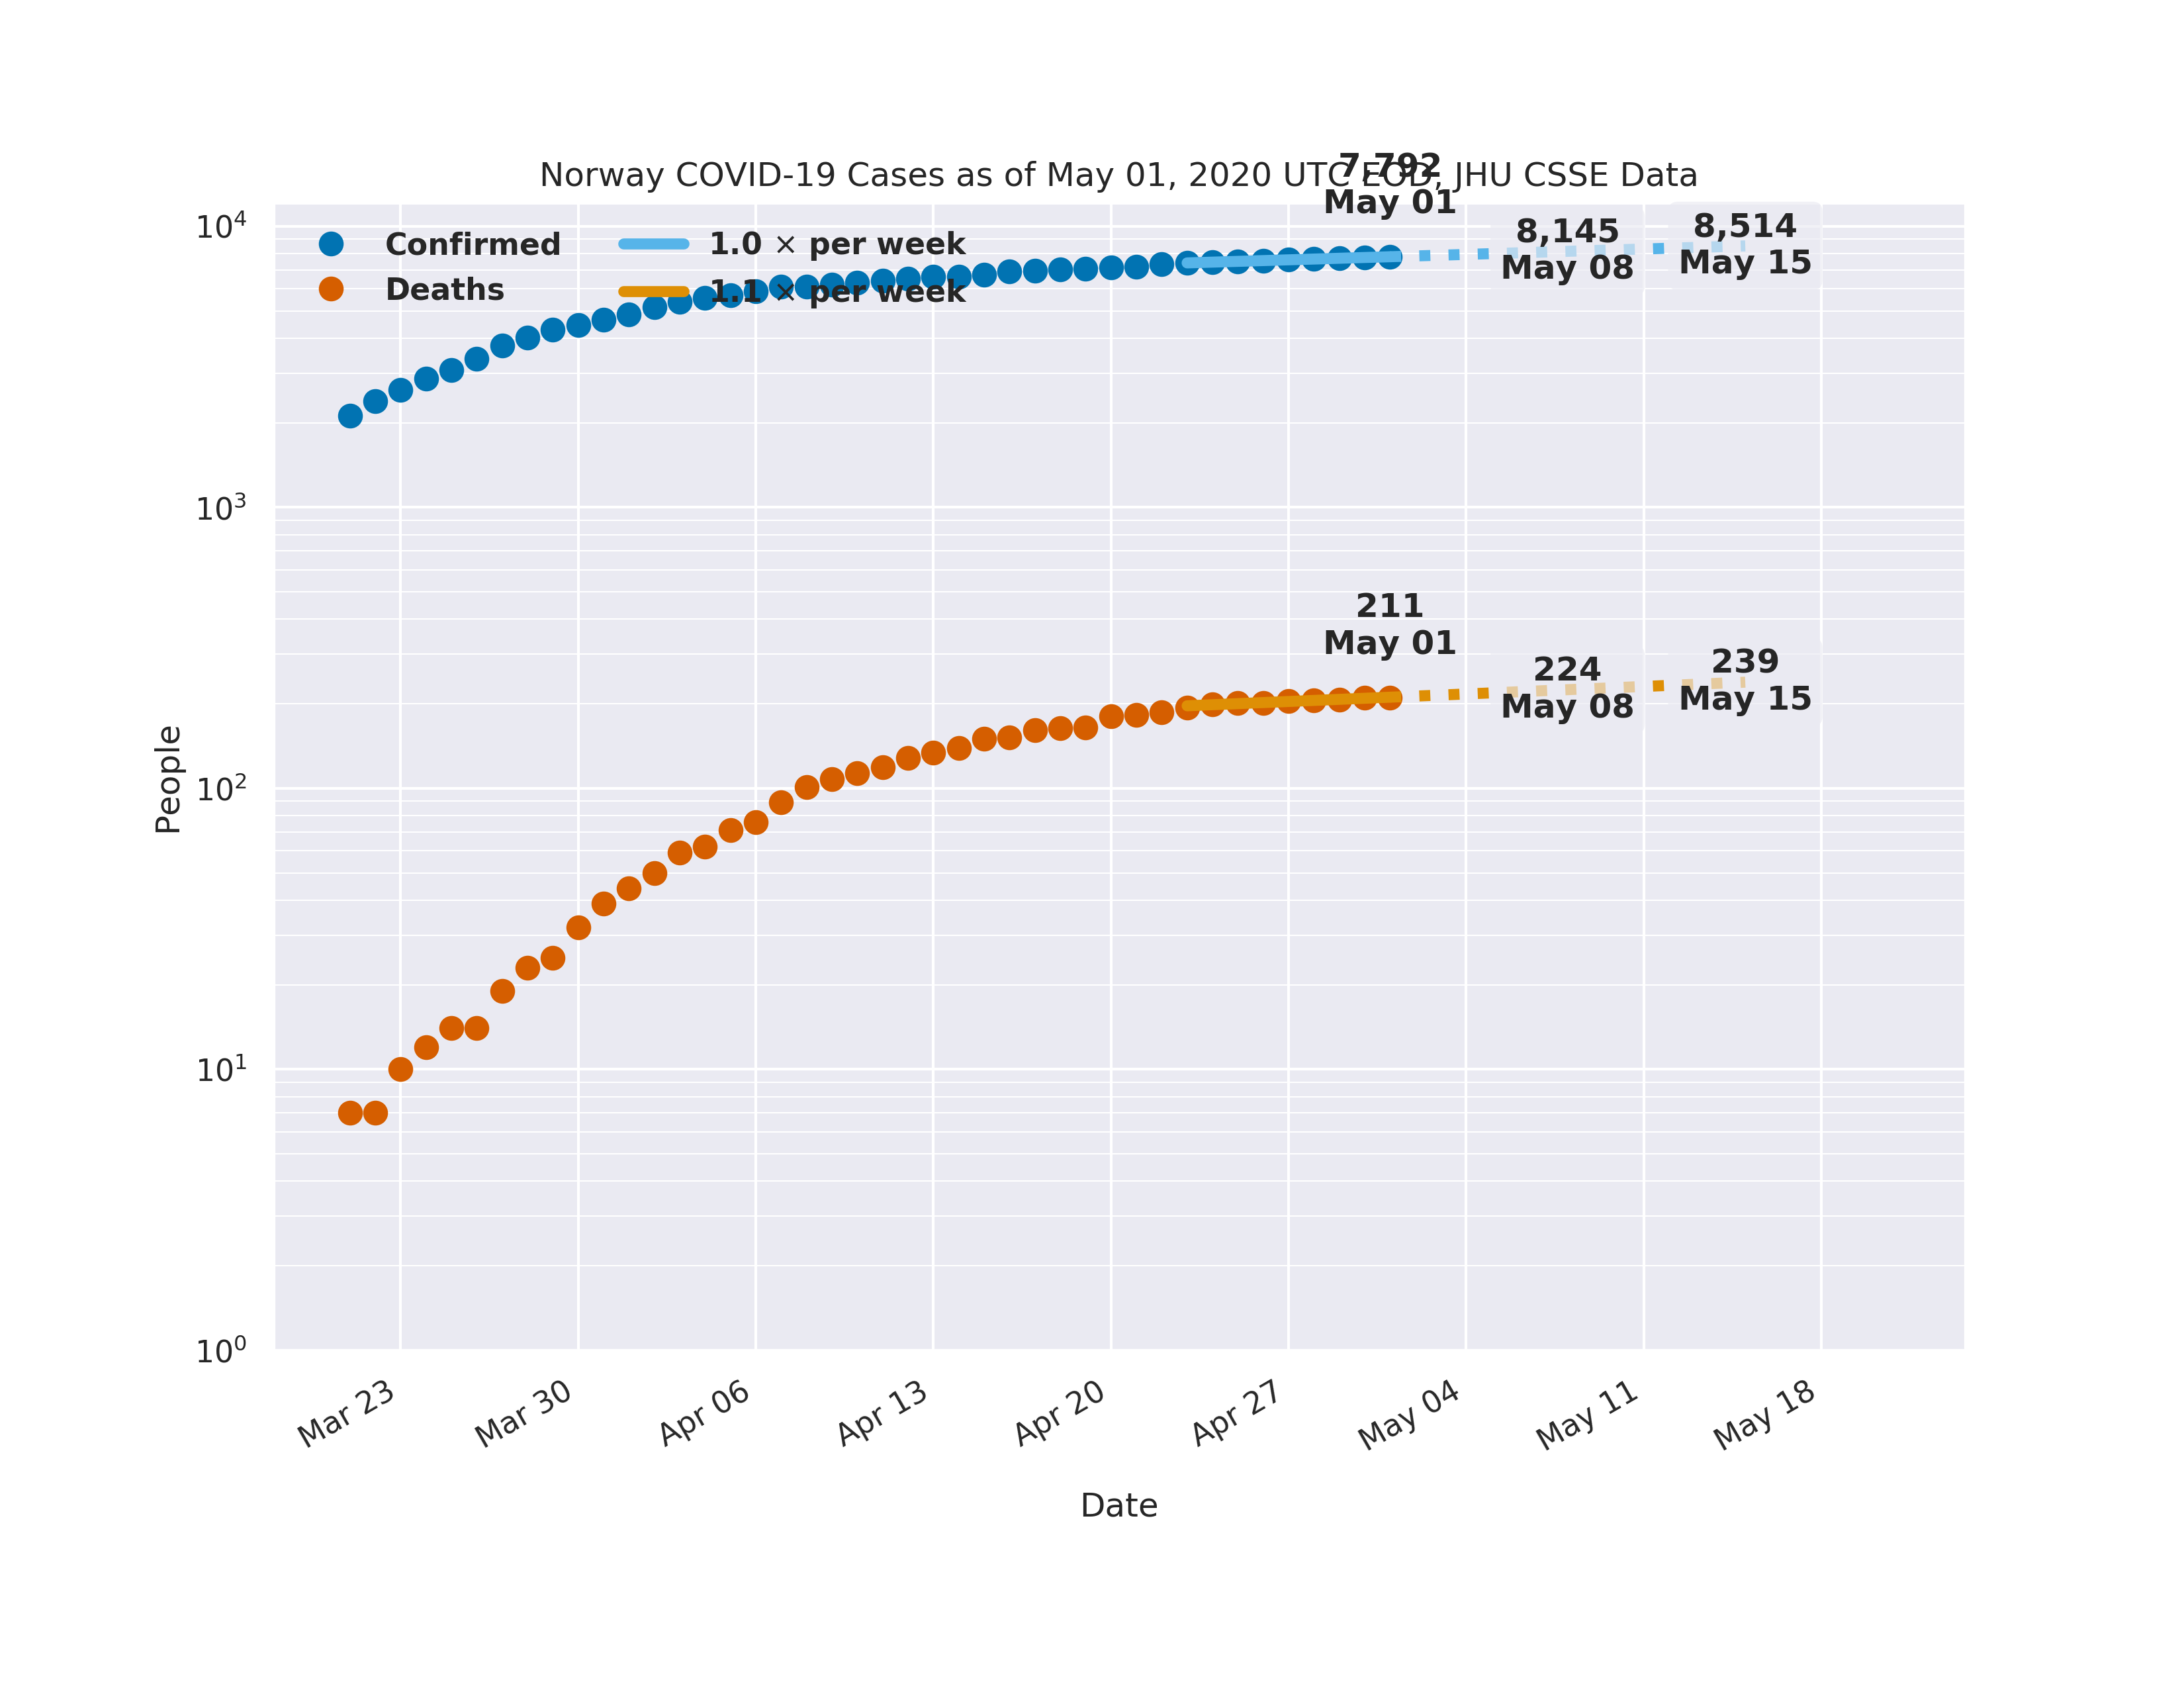 Norway COVID-19 Cases as of May 01, 2020 UTC EOD, JHU CSSE Data
7,792
May 01
8,145
May 08
8,514
May 15
Confirmed
Deaths
1.0 × per week
1.1 × per week
211
May 01
224
May 08
239
May 15
People
10⁴
10³
10²
10¹
10⁰
Mar 23
Mar 30
Apr 06
Apr 13
Apr 20
Apr 27
May 04
May 11
May 18
Date